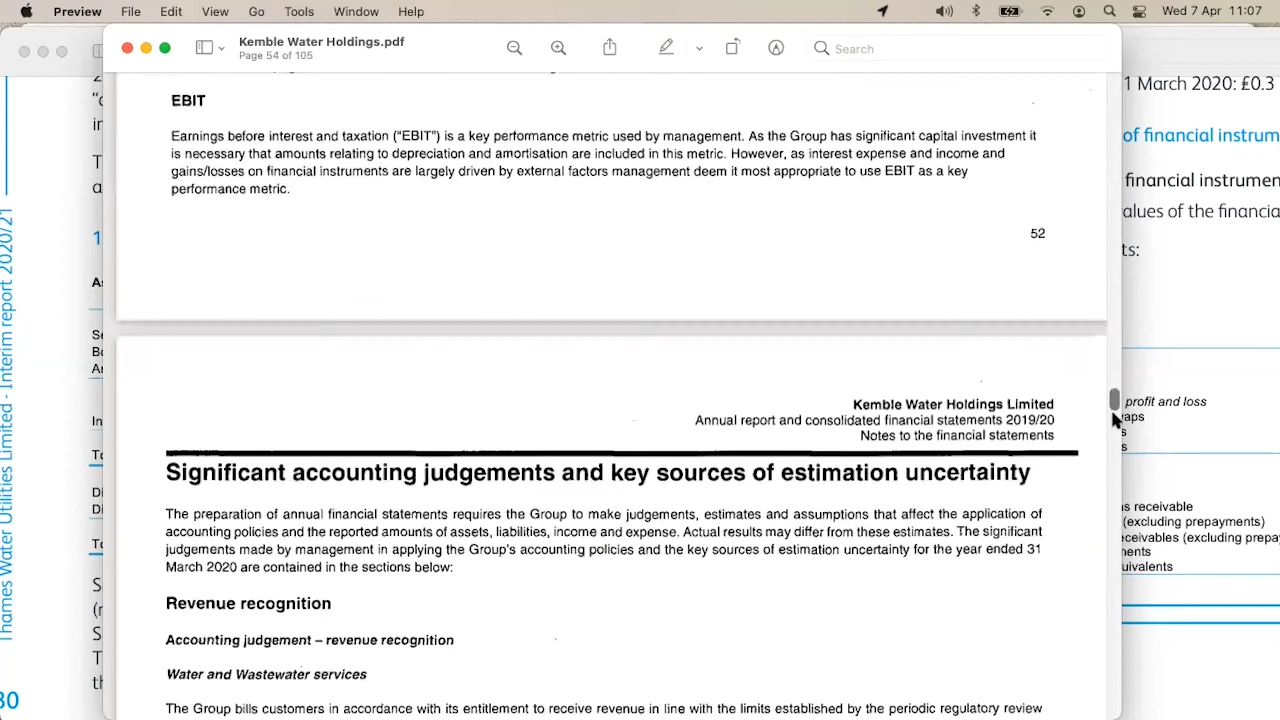 Preview File Edit View Go Tools Window Help Wed 7 Apr 11:07
Kemble Water Holdings.pdf
Page 54 of 105
Search
EBIT
Earnings before interest and taxation ("EBIT") is a key performance metric used by management. As the Group has significant capital investment it
is necessary that amounts relating to depreciation and amortisation are included in this metric. However, as interest expense and income and
gains/losses on financial instruments are largely driven by external factors management deem it most appropriate to use EBIT as a key
performance metric.
52
Kemble Water Holdings Limited
Annual report and consolidated financial statements 2019/20
Notes to the financial statements
Significant accounting judgements and key sources of estimation uncertainty
The preparation of annual financial statements requires the Group to make judgements, estimates and assumptions that affect the application of
accounting policies and the reported amounts of assets, liabilities, income and expense. Actual results may differ from these estimates. The significant
judgements made by management in applying the Group's accounting policies and the key sources of estimation uncertainty for the year ended 31
March 2020 are contained in the sections below:
Revenue recognition
Accounting judgement – revenue recognition
Water and Wastewater services
The Group bills customers in accordance with its entitlement to receive revenue in line with the limits established by the periodic regulatory review
Thames Water Utilities Limited - Interim report 2020/21
1 March 2020: £0.3
of financial instrum
financial instrumen
alues of the financia
ts:
profit and loss
aps
s
s
s receivable
(excluding prepayments)
ceivables (excluding prepa
ments
uivalents